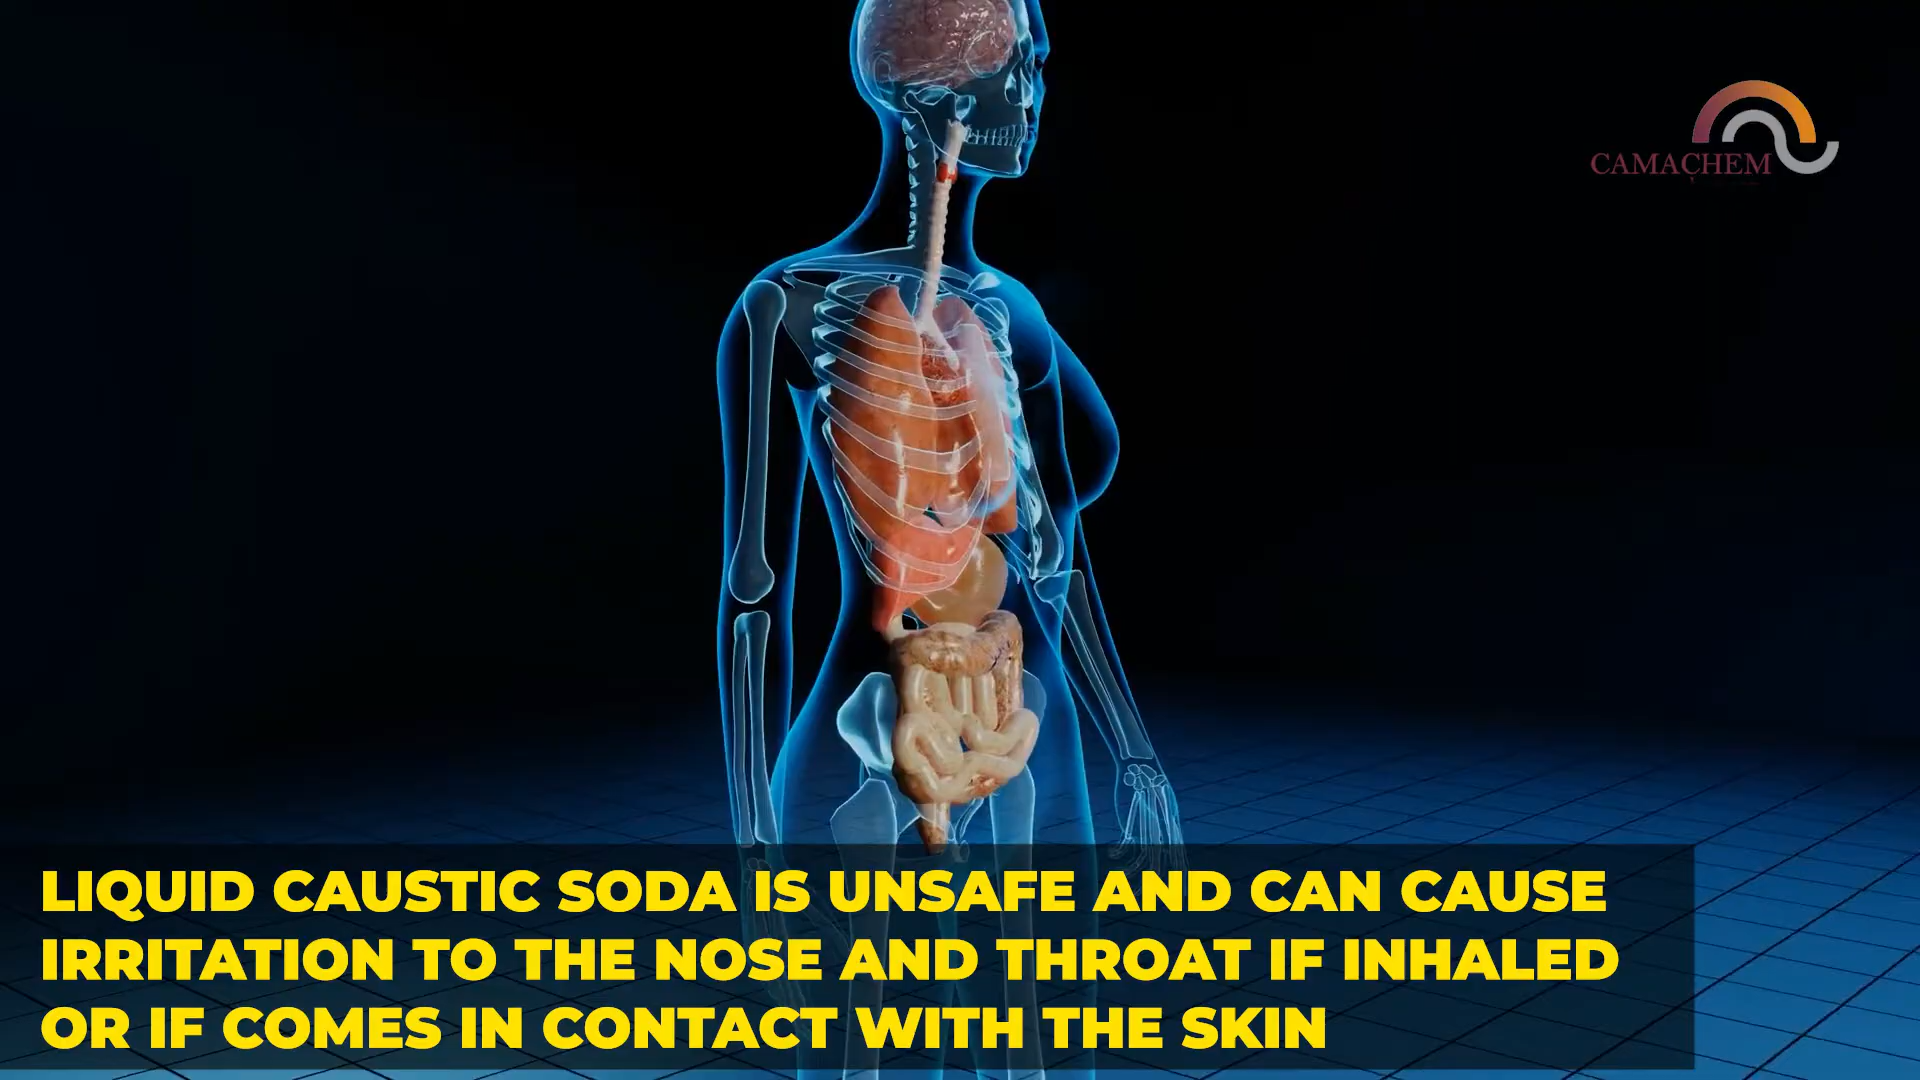 CAMACHEM
LIQUID CAUSTIC SODA IS UNSAFE AND CAN CAUSE
IRRITATION TO THE NOSE AND THROAT IF INHALED
OR IF COMES IN CONTACT WITH THE SKIN